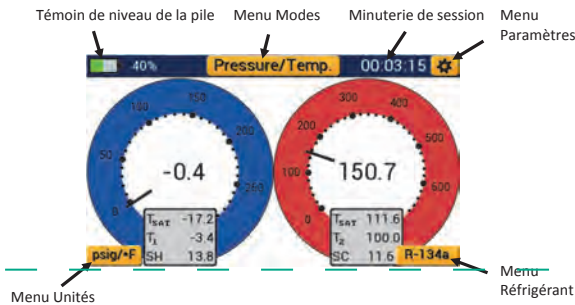 Témoin de niveau de la pile
Menu Modes
Minuterie de session
Menu
Paramètres
40%
Pressure/Temp.
00:03:15
0
50
100
150
200
250
-0.4
TSAT -17.2
T1 -3.4
SH 13.8
0
100
200
300
400
500
600
150.7
TSAT 111.6
T2 100.0
SC 11.6
psig/°F
R-134a
Menu Unités
Menu
Réfrigérant